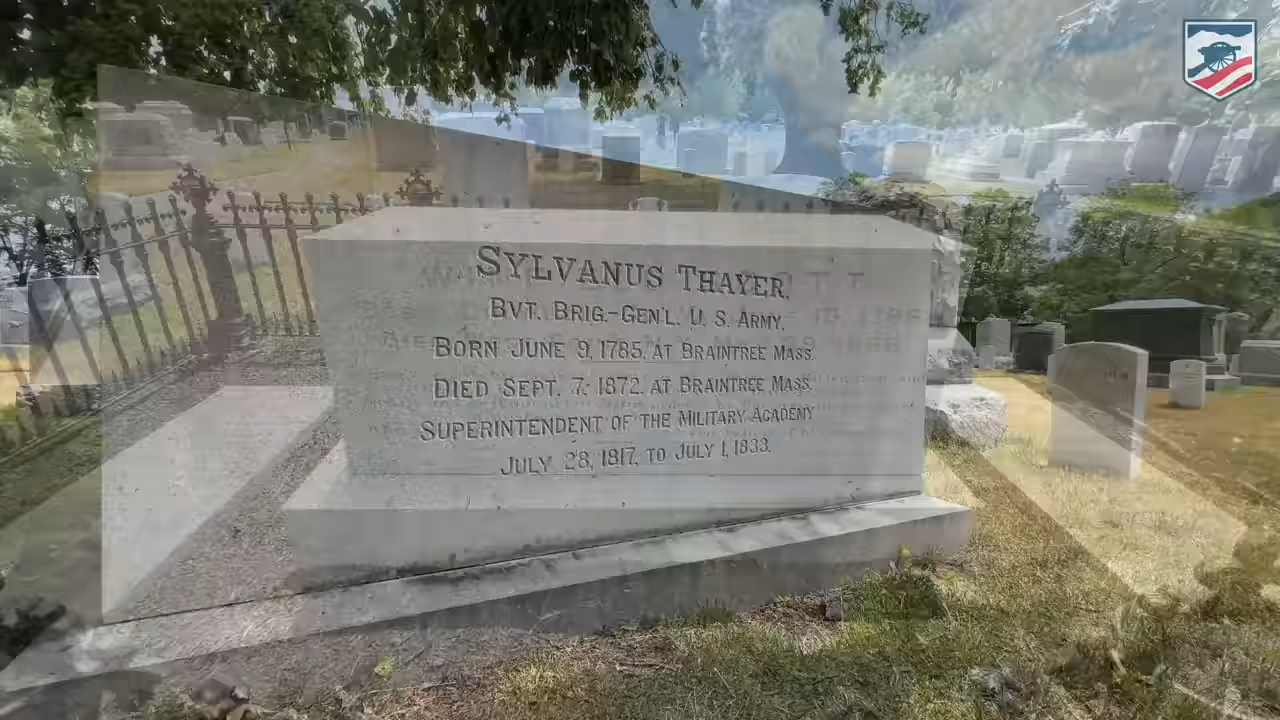 SYLVANUS THAYER.
BVT. BRIG.-GEN'L. U. S. ARMY,
BORN JUNE 9, 1785, AT BRAINTREE MASS.
DIED SEPT. 7, 1872, AT BRAINTREE MASS.
SUPERINTENDENT OF THE MILITARY ACADEMY
JULY 28, 1817, TO JULY 1, 1833.